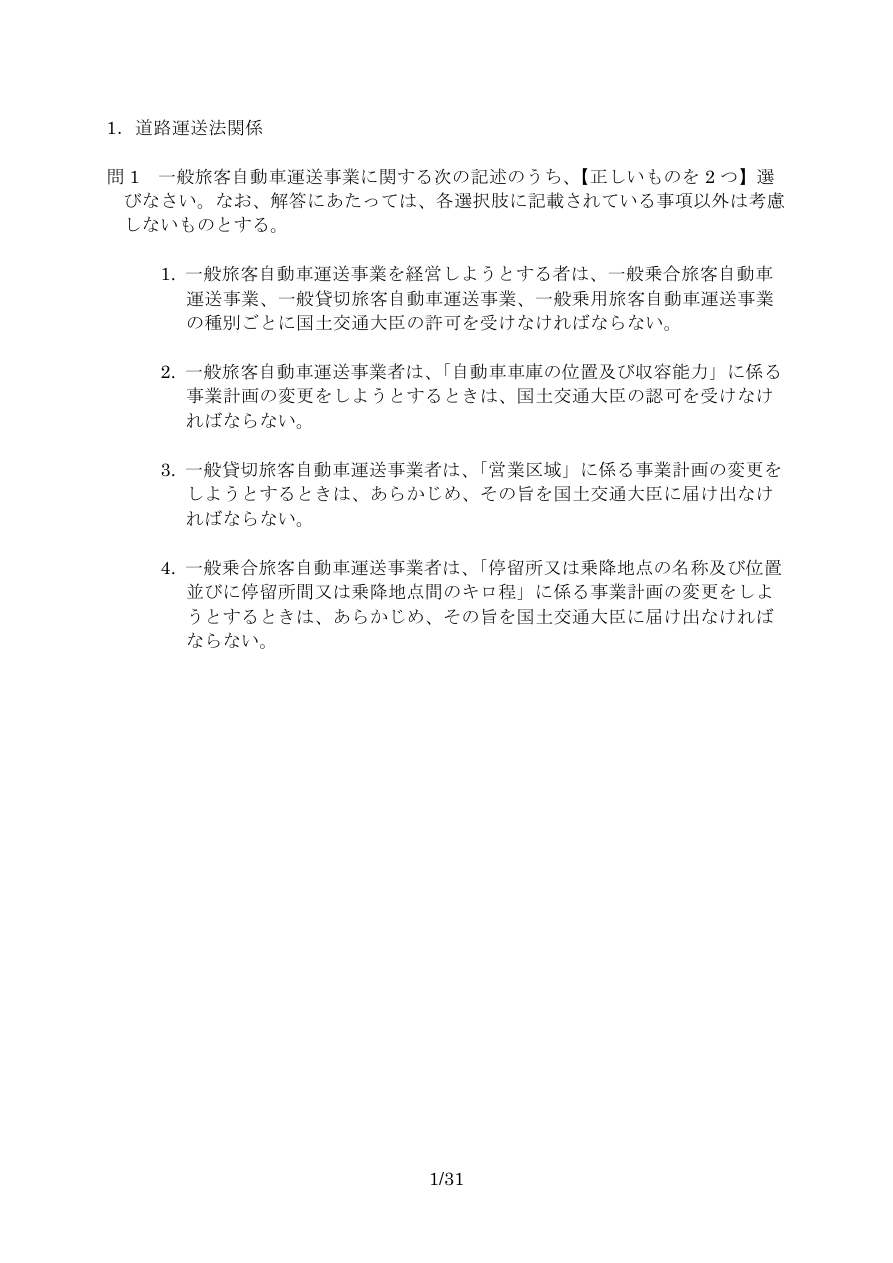 1. 道路運送法関係
問 1　一般旅客自動車運送事業に関する次の記述のうち、【正しいものを 2 つ】選
びなさい。なお、解答にあたっては、各選択肢に記載されている事項以外は考慮
しないものとする。
1. 一般旅客自動車運送事業を経営しようとする者は、一般乗合旅客自動車
運送事業、一般貸切旅客自動車運送事業、一般乗用旅客自動車運送事業
の種別ごとに国土交通大臣の許可を受けなければならない。
2. 一般旅客自動車運送事業者は、「自動車車庫の位置及び収容能力」に係る
事業計画の変更をしようとするときは、国土交通大臣の認可を受けなけ
ればならない。
3. 一般貸切旅客自動車運送事業者は、「営業区域」に係る事業計画の変更を
しようとするときは、あらかじめ、その旨を国土交通大臣に届け出なけ
ればならない。
4. 一般乗合旅客自動車運送事業者は、「停留所又は乗降地点の名称及び位置
並びに停留所間又は乗降地点間のキロ程」に係る事業計画の変更をしよ
うとするときは、あらかじめ、その旨を国土交通大臣に届け出なければ
ならない。
1/31